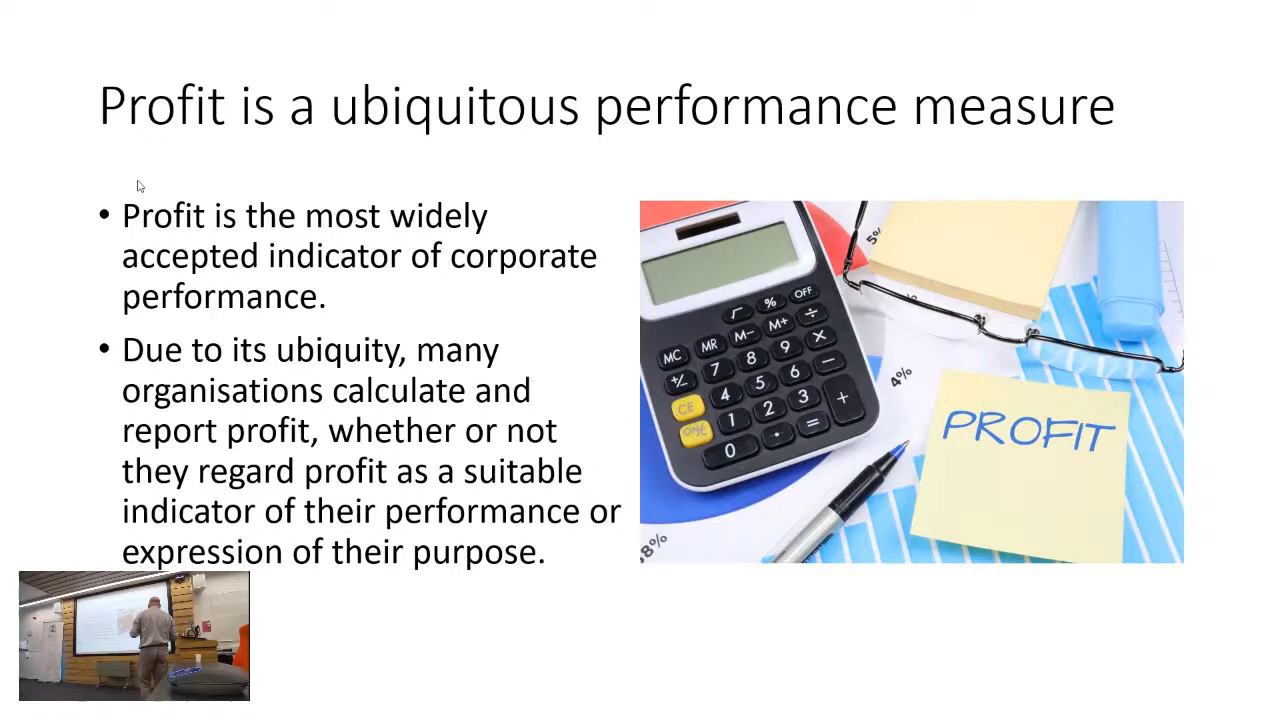 Profit is a ubiquitous performance measure
• Profit is the most widely
accepted indicator of corporate
performance.
• Due to its ubiquity, many
organisations calculate and
report profit, whether or not
they regard profit as a suitable
indicator of their performance or
expression of their purpose.
5%
4%
8%
PROFIT
√ % OFF
MC MR M− M+ ÷
+/− 7 8 9 ×
CE 4 5 6 −
1 2 3 +
0 · =